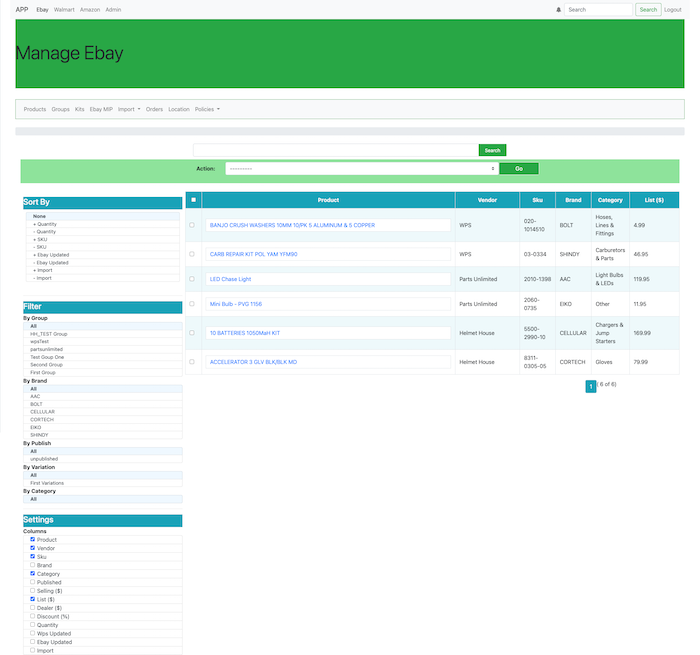 APP Ebay Walmart Amazon Admin Search Search Logout
Manage Ebay
Products Groups Kits Ebay MIP Import Orders Location Policies
Search
Action: --------- Go
Sort By
None
+ Quantity
- Quantity
+ SKU
- SKU
+ Ebay Updated
- Ebay Updated
+ Import
- Import
Filter
By Group
All
HH_TEST Group
wpsTest
partsunlimited
Test Goup One
Second Group
First Group
By Brand
All
AAC
BOLT
CELLULAR
CORTECH
EIKO
SHINDY
By Publish
All
unpublished
By Variation
All
First Variations
By Category
All
Settings
Columns
Product
Vendor
Sku
Brand
Category
Published
Selling ($)
List ($)
Dealer ($)
Discount (%)
Quantity
Wps Updated
Ebay Updated
Import
Product Vendor Sku Brand Category List ($)
BANJO CRUSH WASHERS 10MM 10/PK 5 ALUMINUM & 5 COPPER WPS 020-1014510 BOLT Hoses, Lines & Fittings 4.99
CARB REPAIR KIT POL YAM YFM90 WPS 03-0334 SHINDY Carburetors & Parts 46.95
LED Chase Light Parts Unlimited 2010-1398 AAC Light Bulbs & LEDs 119.95
Mini Bulb - PVG 1156 Parts Unlimited 2060-0735 EIKO Other 11.95
10 BATTERIES 1050MaH KIT Helmet House 5500-2990-10 CELLULAR Chargers & Jump Starters 169.99
ACCELERATOR 3 GLV BLK/BLK MD Helmet House 8311-0305-05 CORTECH Gloves 79.99
1 ( 6 of 6)